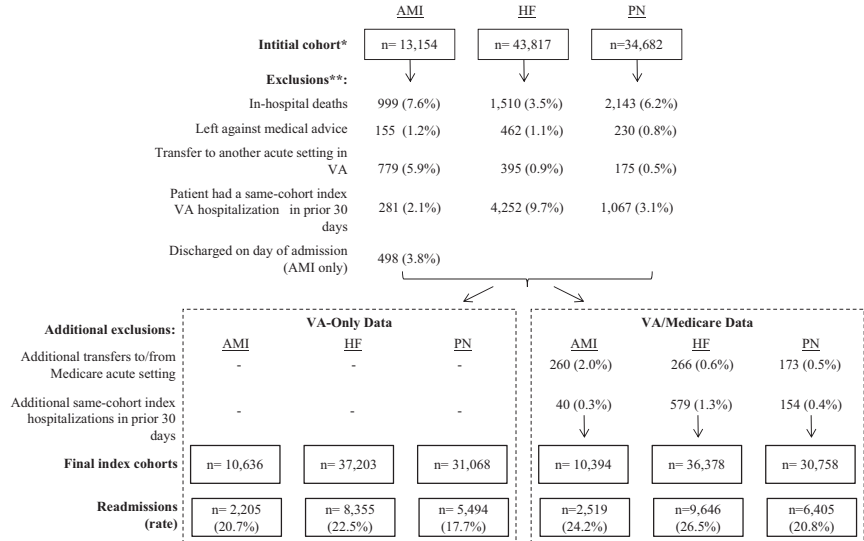 AMI HF PN
Intitial cohort* n= 13,154 n= 43,817 n=34,682
Exclusions**:
In-hospital deaths 999 (7.6%) 1,510 (3.5%) 2,143 (6.2%)
Left against medical advice 155 (1.2%) 462 (1.1%) 230 (0.8%)
Transfer to another acute setting in
VA 779 (5.9%) 395 (0.9%) 175 (0.5%)
Patient had a same-cohort index
VA hospitalization in prior 30 281 (2.1%) 4,252 (9.7%) 1,067 (3.1%)
days
Discharged on day of admission
(AMI only) 498 (3.8%)
Additional exclusions: VA-Only Data VA/Medicare Data
AMI HF PN AMI HF PN
Additional transfers to/from
Medicare acute setting - - - 260 (2.0%) 266 (0.6%) 173 (0.5%)
Additional same-cohort index
hospitalizations in prior 30 - - - 40 (0.3%) 579 (1.3%) 154 (0.4%)
days
Final index cohorts n= 10,636 n= 37,203 n= 31,068 n= 10,394 n= 36,378 n= 30,758
Readmissions n= 2,205 n= 8,355 n= 5,494 n=2,519 n=9,646 n=6,405
(rate) (20.7%) (22.5%) (17.7%) (24.2%) (26.5%) (20.8%)